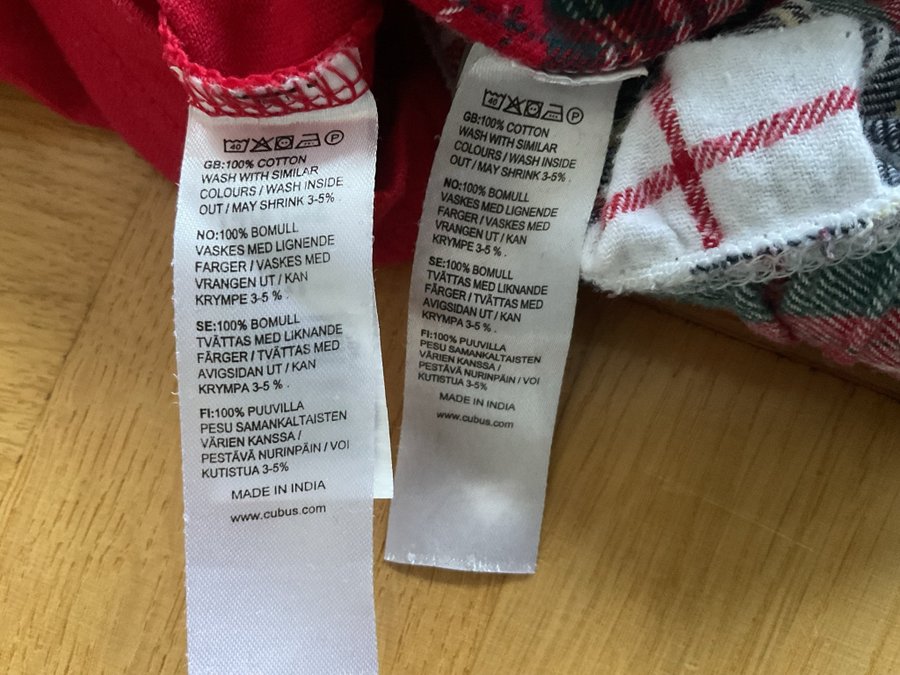 40 P
GB:100% COTTON
WASH WITH SIMILAR
COLOURS / WASH INSIDE
OUT / MAY SHRINK 3-5% .
NO:100% BOMULL
VASKES MED LIGNENDE
FARGER / VASKES MED
VRANGEN UT / KAN
KRYMPE 3-5% .
SE:100% BOMULL
TVÄTTAS MED LIKNANDE
FÄRGER / TVÄTTAS MED
AVIGSIDAN UT / KAN
KRYMPA 3-5% .
FI:100% PUUVILLA
PESU SAMANKALTAISTEN
VÄRIEN KANSSA /
PESTÄVÄ NURINPÄIN / VOI
KUTISTUA 3-5%
MADE IN INDIA
www.cubus.com
40 P
GB:100% COTTON
WASH WITH SIMILAR
COLOURS / WASH INSIDE
OUT / MAY SHRINK 3-5% .
NO:100% BOMULL
VASKES MED LIGNENDE
FARGER / VASKES MED
VRANGEN UT / KAN
KRYMPE 3-5% .
SE:100% BOMULL
TVÄTTAS MED LIKNANDE
FÄRGER / TVÄTTAS MED
AVIGSIDAN UT / KAN
KRYMPA 3-5% .
FI:100% PUUVILLA
PESU SAMANKALTAISTEN
VÄRIEN KANSSA /
PESTÄVÄ NURINPÄIN / VOI
KUTISTUA 3-5%
MADE IN INDIA
www.cubus.com